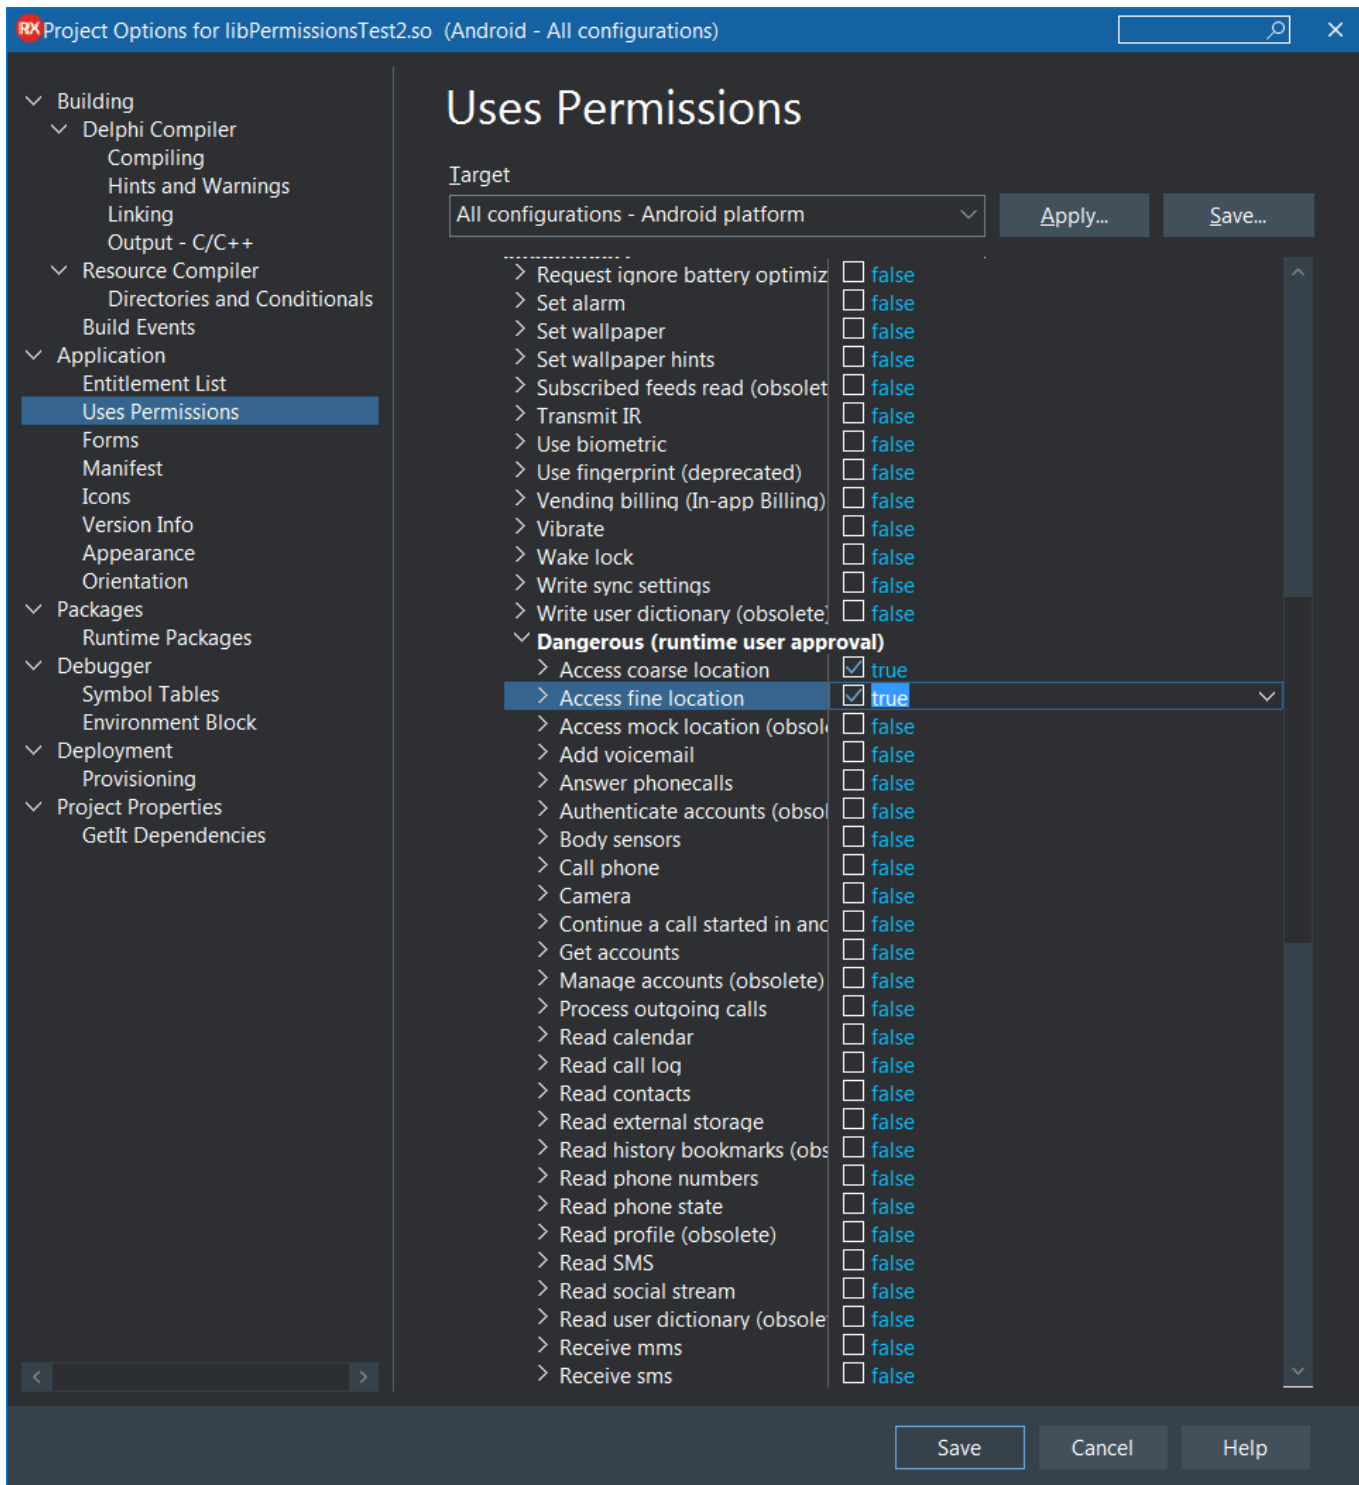 RX Project Options for libPermissionsTest2.so (Android - All configurations)
Building
Delphi Compiler
Compiling
Hints and Warnings
Linking
Output - C/C++
Resource Compiler
Directories and Conditionals
Build Events
Application
Entitlement List
Uses Permissions
Forms
Manifest
Icons
Version Info
Appearance
Orientation
Packages
Runtime Packages
Debugger
Symbol Tables
Environment Block
Deployment
Provisioning
Project Properties
GetIt Dependencies
Uses Permissions
Target
All configurations - Android platform
Apply...
Save...
Request ignore battery optimiz false
Set alarm false
Set wallpaper false
Set wallpaper hints false
Subscribed feeds read (obsolet false
Transmit IR false
Use biometric false
Use fingerprint (deprecated) false
Vending billing (In-app Billing) false
Vibrate false
Wake lock false
Write sync settings false
Write user dictionary (obsolete) false
Dangerous (runtime user approval)
Access coarse location true
Access fine location true
Access mock location (obsol false
Add voicemail false
Answer phonecalls false
Authenticate accounts (obsol false
Body sensors false
Call phone false
Camera false
Continue a call started in anc false
Get accounts false
Manage accounts (obsolete) false
Process outgoing calls false
Read calendar false
Read call log false
Read contacts false
Read external storage false
Read history bookmarks (obs false
Read phone numbers false
Read phone state false
Read profile (obsolete) false
Read SMS false
Read social stream false
Read user dictionary (obsole false
Receive mms false
Receive sms false
Save
Cancel
Help